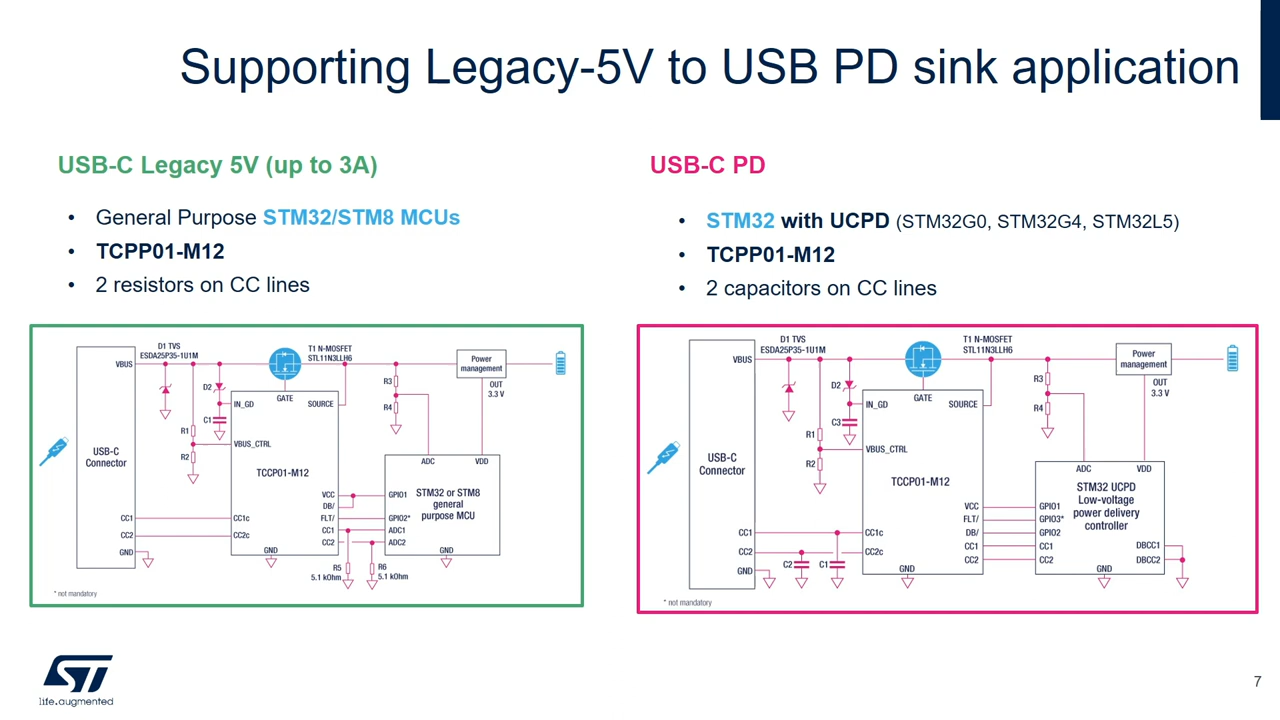 Supporting Legacy-5V to USB PD sink application
USB-C Legacy 5V (up to 3A)
• General Purpose STM32/STM8 MCUs
• TCPP01-M12
• 2 resistors on CC lines
D1 TVS
ESDA25P35-1U1M
T1 N-MOSFET
STL11N3LLH6
VBUS
Power
management
OUT
3.3 V
D2
GATE
R3
R4
IN_GD
SOURCE
C1
R1
VBUS_CTRL
R2
USB-C
Connector
TCCP01-M12
ADC
VDD
STM32 or STM8
general
purpose MCU
VCC
GPIO1
DB/
FLT/
GPIO2*
CC1
CC1c
CC1
ADC1
CC2
CC2c
CC2
ADC2
GND
GND
GND
R5
5.1 kOhm
R6
5.1 kOhm
* not mandatory
USB-C PD
• STM32 with UCPD (STM32G0, STM32G4, STM32L5)
• TCPP01-M12
• 2 capacitors on CC lines
D1 TVS
ESDA25P35-1U1M
T1 N-MOSFET
STL11N3LLH6
VBUS
Power
management
OUT
3.3 V
D2
GATE
R3
R4
IN_GD
SOURCE
C3
R1
VBUS_CTRL
R2
USB-C
Connector
TCCP01-M12
ADC
VDD
STM32 UCPD
Low-voltage
power delivery
controller
VCC
GPIO1
FLT/
GPIO3*
DB/
GPIO2
CC1
CC1c
CC1
CC1
DBCC1
CC2
CC2c
CC2
CC2
DBCC2
C2
C1
GND
GND
GND
* not mandatory
ST
life.augmented
7